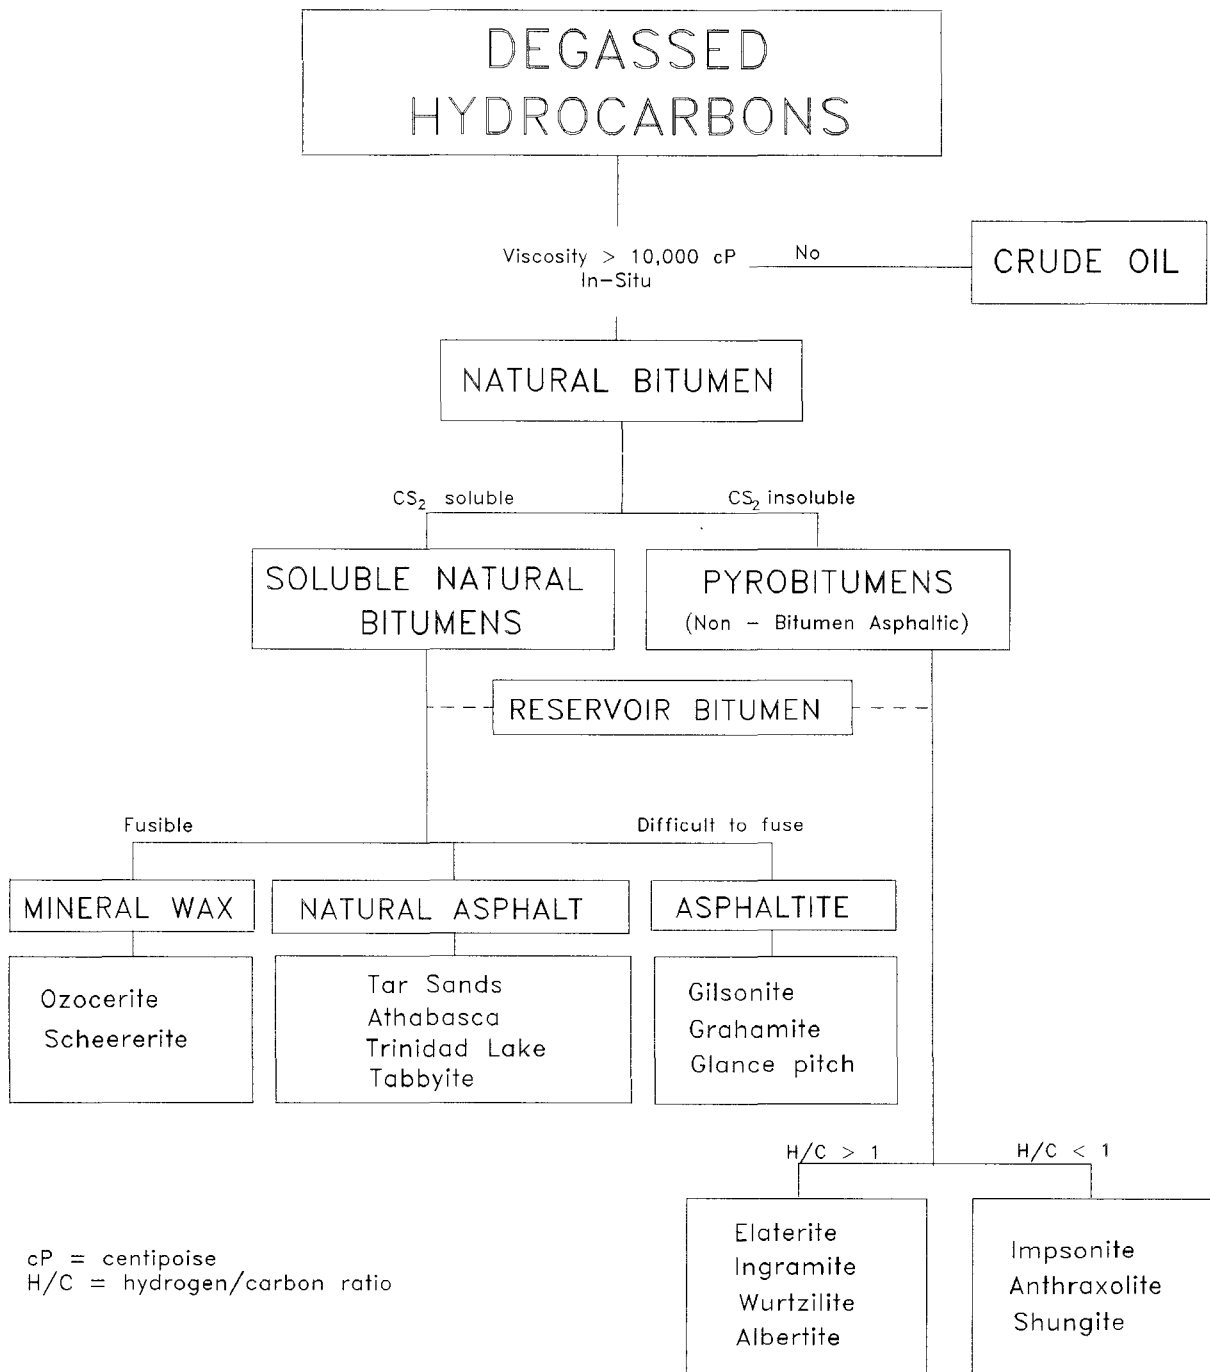 DEGASSED
HYDROCARBONS
Viscosity > 10,000 cP
In-Situ
No
CRUDE OIL
NATURAL BITUMEN
CS₂ soluble
CS₂ insoluble
SOLUBLE NATURAL
BITUMENS
PYROBITUMENS
(Non - Bitumen Asphaltic)
RESERVOIR BITUMEN
Fusible
Difficult to fuse
MINERAL WAX
NATURAL ASPHALT
ASPHALTITE
Ozocerite
Scheererite
Tar Sands
Athabasca
Trinidad Lake
Tabbyite
Gilsonite
Grahamite
Glance pitch
H/C > 1
H/C < 1
Elaterite
Ingramite
Wurtzilite
Albertite
Impsonite
Anthraxolite
Shungite
cP = centipoise
H/C = hydrogen/carbon ratio